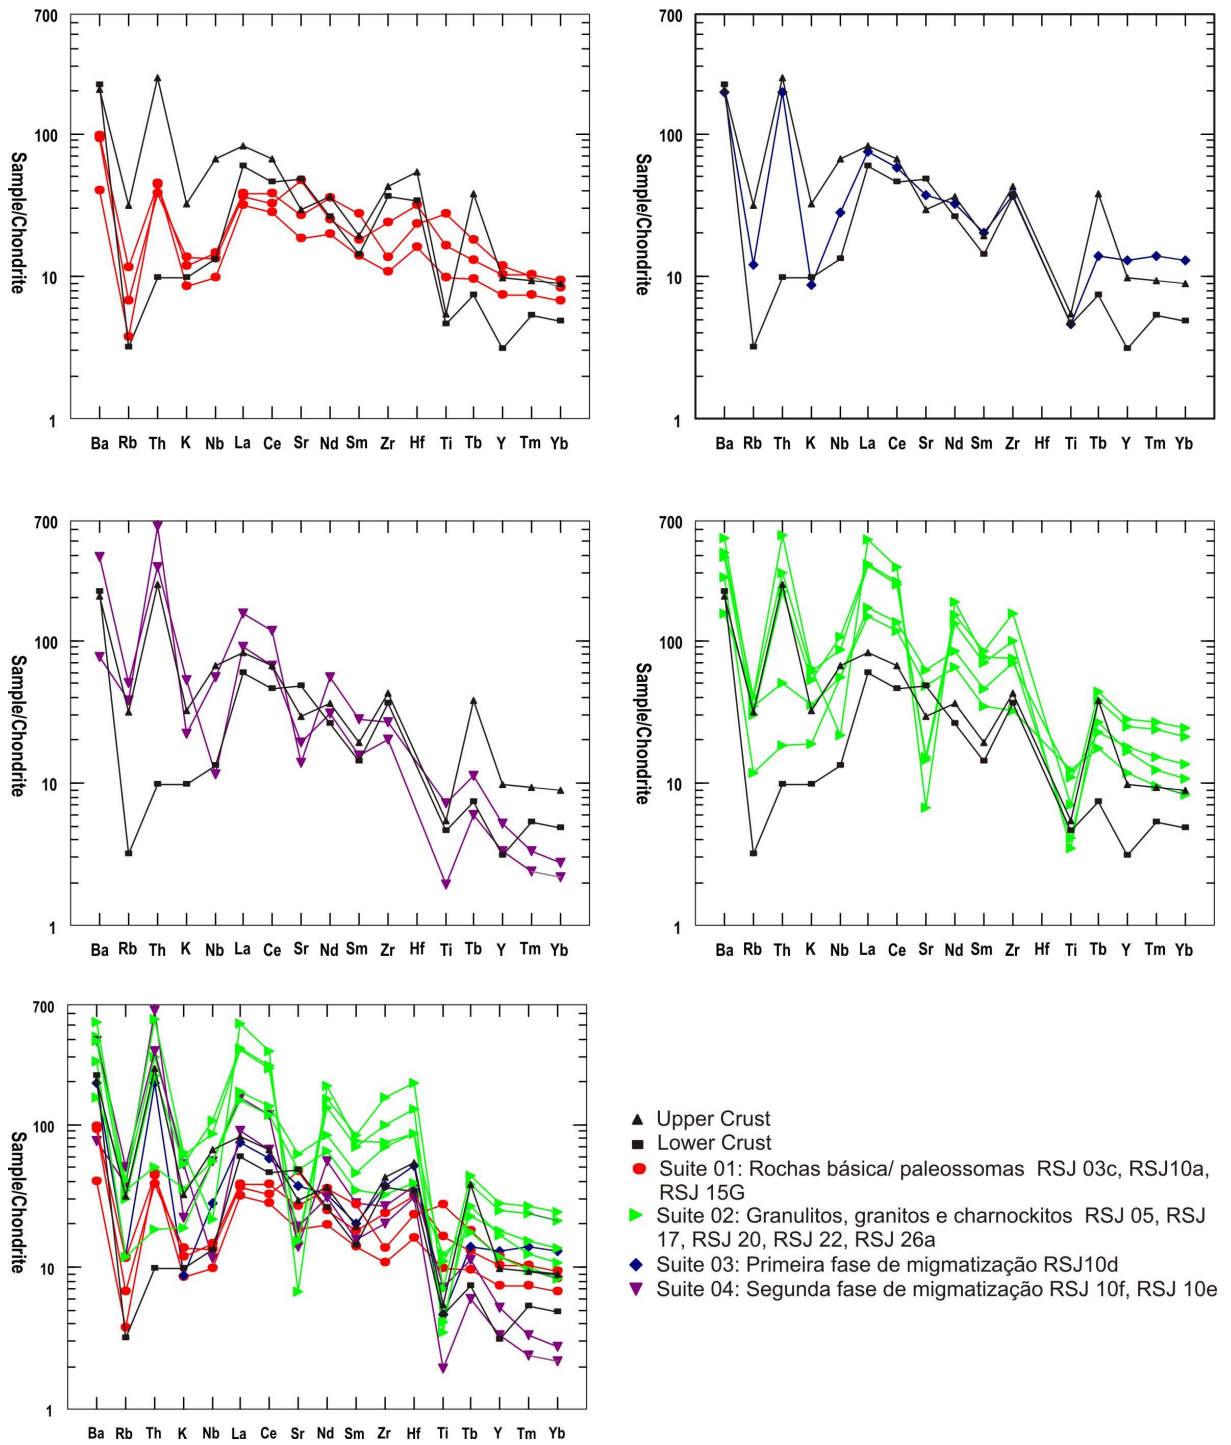 700
100
10
1
Sample/Chondrite
Ba Rb Th K Nb La Ce Sr Nd Sm Zr Hf Ti Tb Y Tm Yb
700
100
10
1
Sample/Chondrite
Ba Rb Th K Nb La Ce Sr Nd Sm Zr Hf Ti Tb Y Tm Yb
700
100
10
1
Sample/Chondrite
Ba Rb Th K Nb La Ce Sr Nd Sm Zr Hf Ti Tb Y Tm Yb
700
100
10
1
Sample/Chondrite
Ba Rb Th K Nb La Ce Sr Nd Sm Zr Hf Ti Tb Y Tm Yb
700
100
10
1
Sample/Chondrite
Ba Rb Th K Nb La Ce Sr Nd Sm Zr Hf Ti Tb Y Tm Yb
Upper Crust
Lower Crust
Suite 01: Rochas básica/ paleossomas RSJ 03c, RSJ10a,
RSJ 15G
Suite 02: Granulitos, granitos e charnockitos RSJ 05, RSJ
17, RSJ 20, RSJ 22, RSJ 26a
Suite 03: Primeira fase de migmatização RSJ10d
Suite 04: Segunda fase de migmatização RSJ 10f, RSJ 10e